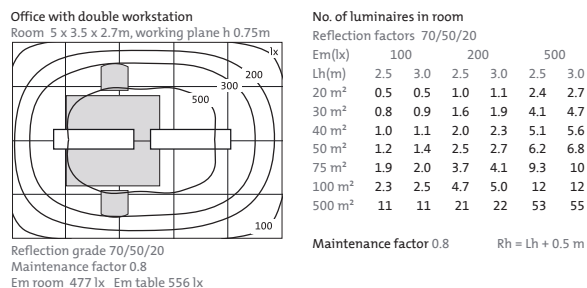 Office with double workstation
Room 5 x 3.5 x 2.7m, working plane h 0.75m
lx
200
300
500
100
Reflection grade 70/50/20
Maintenance factor 0.8
Em room 477 lx Em table 556 lx
No. of luminaires in room
Reflection factors 70/50/20
Em(lx) 100 200 500
Lh(m) 2.5 3.0 2.5 3.0 2.5 3.0
20 m² 0.5 0.5 1.0 1.1 2.4 2.7
30 m² 0.8 0.9 1.6 1.9 4.1 4.7
40 m² 1.0 1.1 2.0 2.3 5.1 5.6
50 m² 1.2 1.4 2.5 2.7 6.2 6.8
75 m² 1.9 2.0 3.7 4.1 9.3 10
100 m² 2.3 2.5 4.7 5.0 12 12
500 m² 11 11 21 22 53 55
Maintenance factor 0.8 Rh = Lh + 0.5 m